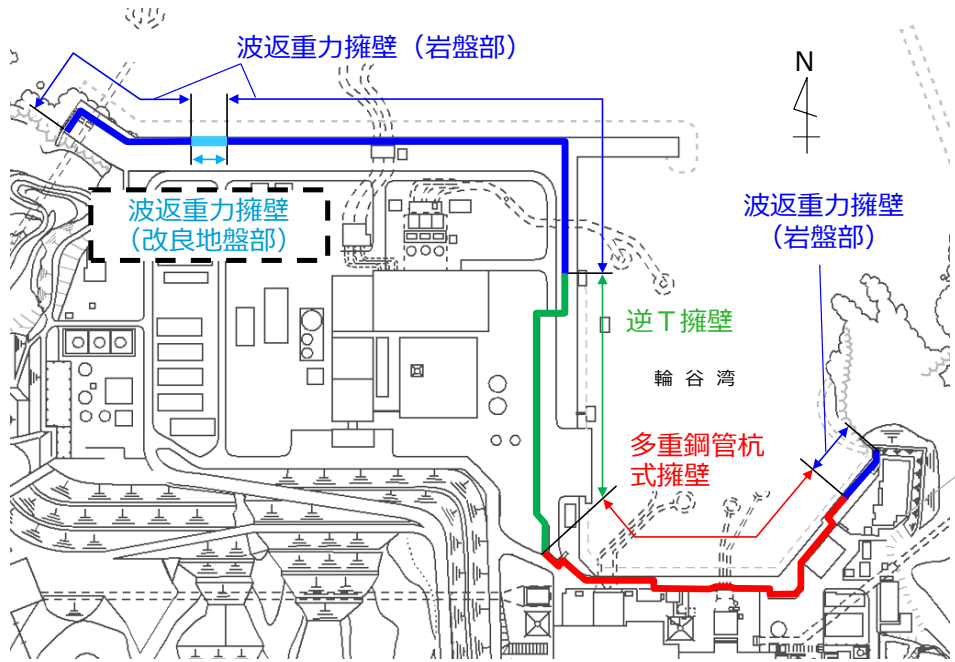 波返重力擁壁（岩盤部）
N
波返重力擁壁
（改良地盤部）
波返重力擁壁
（岩盤部）
逆Ｔ擁壁
輪谷湾
多重鋼管杭
式擁壁